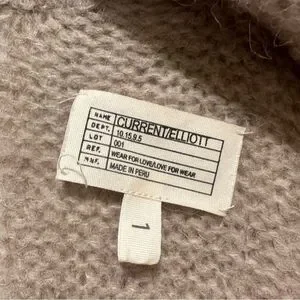 NAME CURRENT/ELLIOTT
DEPT. 10.15.9.5
LOT 001
REF. WEAR FOR LOVE/LOVE FOR WEAR
MNF. MADE IN PERU
1